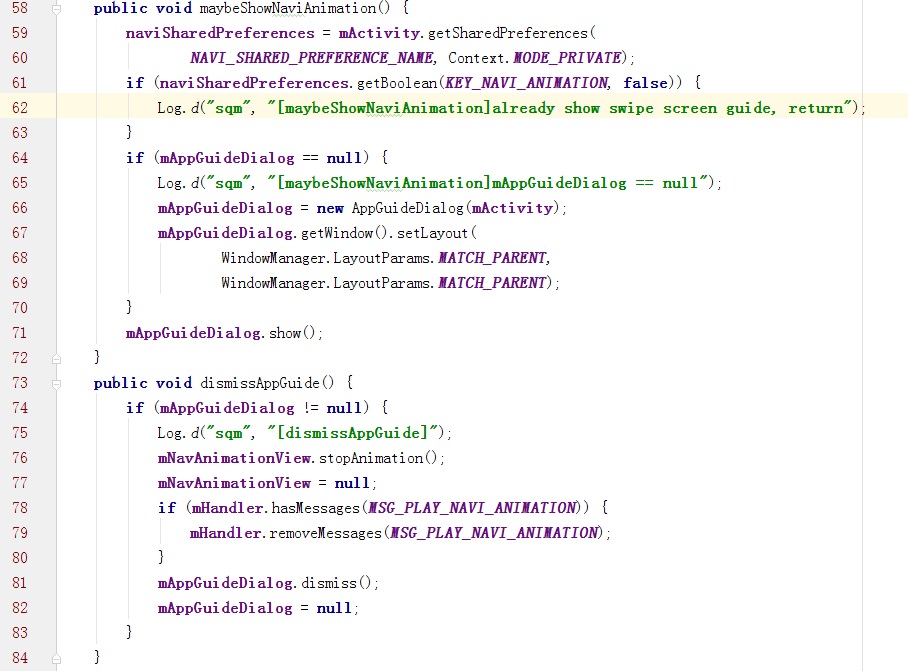 58 public void maybeShowNaviAnimation() {
59 naviSharedPreferences = mActivity.getSharedPreferences(
60 NAVI_SHARED_PREFERENCE_NAME, Context.MODE_PRIVATE);
61 if (naviSharedPreferences.getBoolean(KEY_NAVI_ANIMATION, false)) {
62 Log.d("sqm", "[maybeShowNaviAnimation]already show swipe screen guide, return");
63 }
64 if (mAppGuideDialog == null) {
65 Log.d("sqm", "[maybeShowNaviAnimation]mAppGuideDialog == null");
66 mAppGuideDialog = new AppGuideDialog(mActivity);
67 mAppGuideDialog.getWindow().setLayout(
68 WindowManager.LayoutParams.MATCH_PARENT,
69 WindowManager.LayoutParams.MATCH_PARENT);
70 }
71 mAppGuideDialog.show();
72 }
73 public void dismissAppGuide() {
74 if (mAppGuideDialog != null) {
75 Log.d("sqm", "[dismissAppGuide]");
76 mNavAnimationView.stopAnimation();
77 mNavAnimationView = null;
78 if (mHandler.hasMessages(MSG_PLAY_NAVI_ANIMATION)) {
79 mHandler.removeMessages(MSG_PLAY_NAVI_ANIMATION);
80 }
81 mAppGuideDialog.dismiss();
82 mAppGuideDialog = null;
83 }
84 }